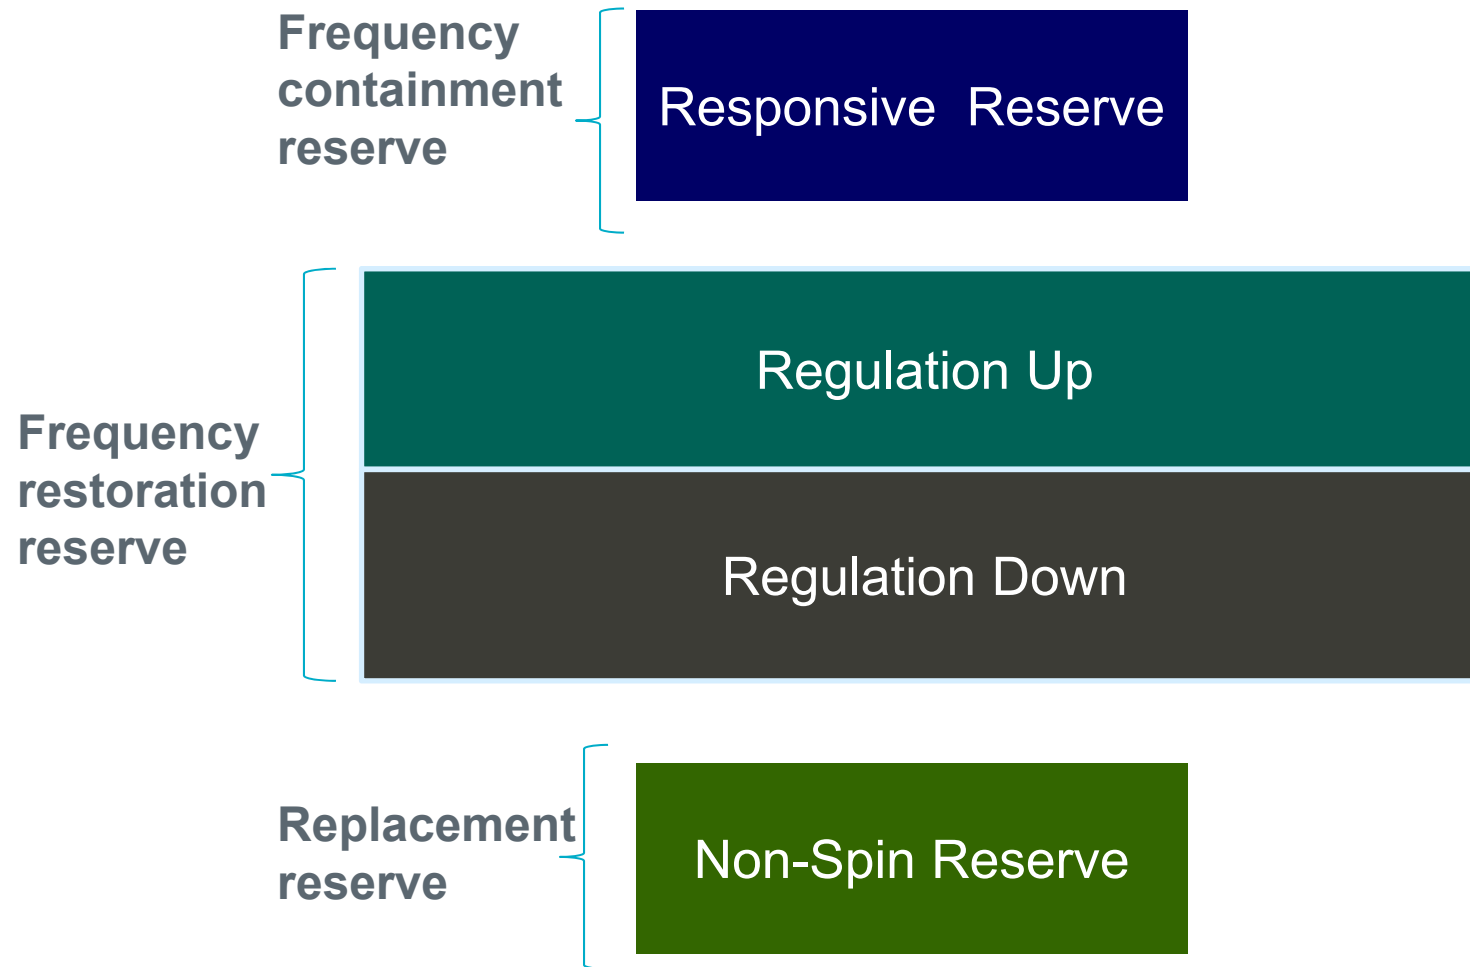 Frequency
containment
reserve
Responsive  Reserve
Regulation Up
Frequency
restoration
reserve
Regulation Down
Replacement
reserve
Non-Spin Reserve